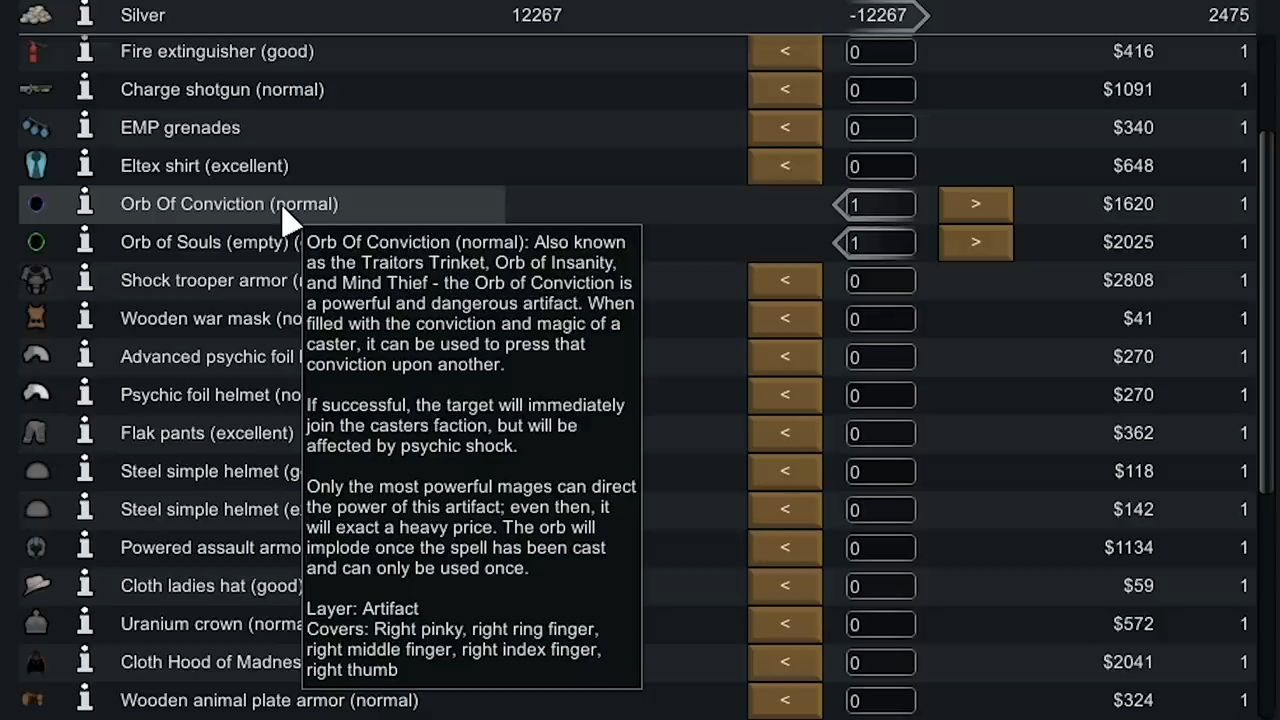 Silver 12267 -12267 2475
Fire extinguisher (good) < 0 $416 1
Charge shotgun (normal) < 0 $1091 1
EMP grenades < 0 $340 1
Eltex shirt (excellent) < 0 $648 1
Orb Of Conviction (normal) 1 > $1620 1
Orb of Souls (empty) ( 1 > $2025 1
Shock trooper armor ( < 0 $2808 1
Wooden war mask (no < 0 $41 1
Advanced psychic foil < 0 $270 1
Psychic foil helmet (no < 0 $270 1
Flak pants (excellent) < 0 $362 1
Steel simple helmet (g < 0 $118 1
Steel simple helmet (e < 0 $142 1
Powered assault armo < 0 $1134 1
Cloth ladies hat (good) < 0 $59 1
Uranium crown (norma < 0 $572 1
Cloth Hood of Madnes < 0 $2041 1
Wooden animal plate armor (normal) < 0 $324 1
Orb Of Conviction (normal): Also known
as the Traitors Trinket, Orb of Insanity,
and Mind Thief - the Orb of Conviction is
a powerful and dangerous artifact. When
filled with the conviction and magic of a
caster, it can be used to press that
conviction upon another.
If successful, the target will immediately
join the casters faction, but will be
affected by psychic shock.
Only the most powerful mages can direct
the power of this artifact; even then, it
will exact a heavy price. The orb will
implode once the spell has been cast
and can only be used once.
Layer: Artifact
Covers: Right pinky, right ring finger,
right middle finger, right index finger,
right thumb